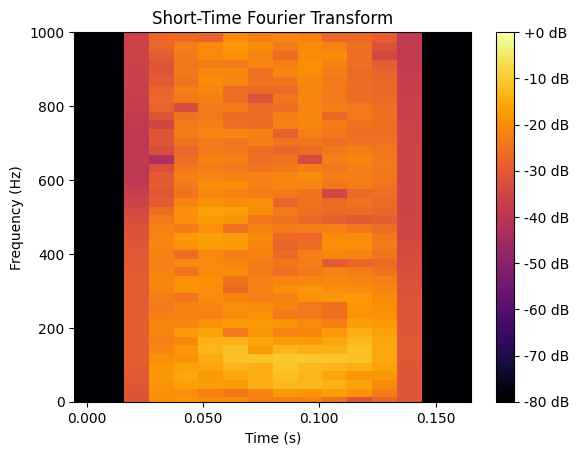 Short-Time Fourier Transform
Frequency (Hz)
1000
800
600
400
200
0
0.000
0.050
0.100
0.150
Time (s)
+0 dB
-10 dB
-20 dB
-30 dB
-40 dB
-50 dB
-60 dB
-70 dB
-80 dB